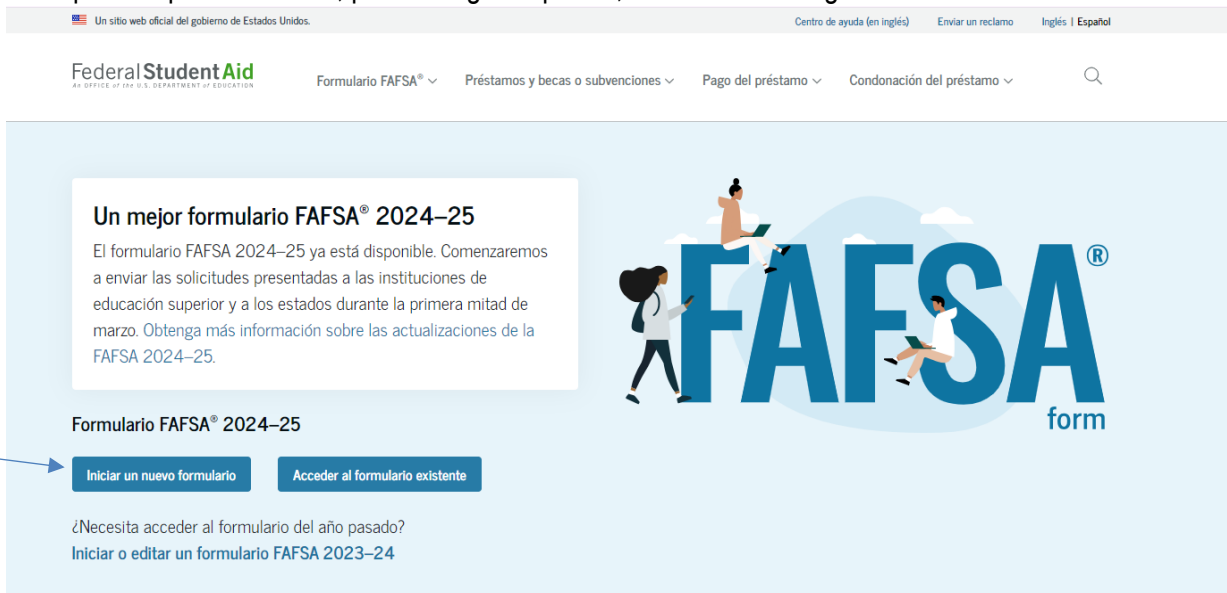 Un sitio web oficial del gobierno de Estados Unidos.
Centro de ayuda (en inglés) Enviar un reclamo Inglés | Español
Federal Student Aid
An OFFICE of the U.S. DEPARTMENT of EDUCATION
Formulario FAFSA® Préstamos y becas o subvenciones Pago del préstamo Condonación del préstamo
Un mejor formulario FAFSA® 2024–25
El formulario FAFSA 2024–25 ya está disponible. Comenzaremos
a enviar las solicitudes presentadas a las instituciones de
educación superior y a los estados durante la primera mitad de
marzo. Obtenga más información sobre las actualizaciones de la
FAFSA 2024–25.
FAFSA®
form
Formulario FAFSA® 2024–25
Iniciar un nuevo formulario Acceder al formulario existente
¿Necesita acceder al formulario del año pasado?
Iniciar o editar un formulario FAFSA 2023–24